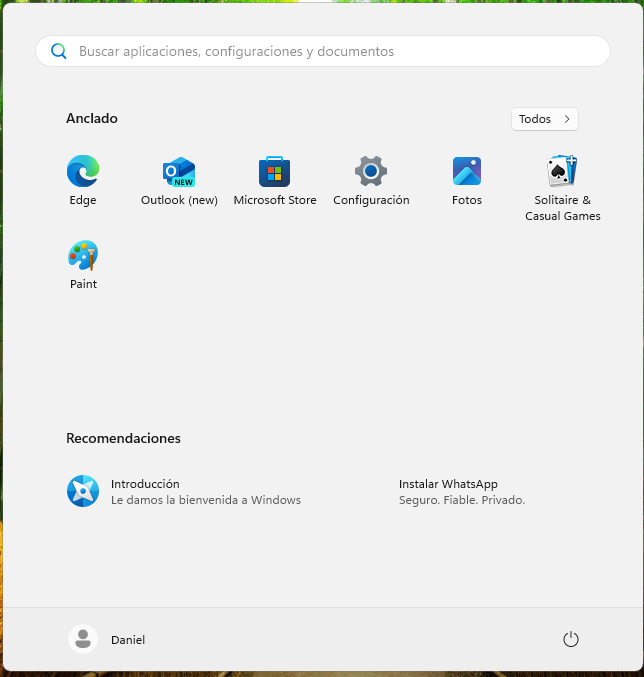 Buscar aplicaciones, configuraciones y documentos
Anclado
Todos
NEW
Edge
Outlook (new)
Microsoft Store
Configuración
Fotos
Solitaire &
Casual Games
Paint
Recomendaciones
Introducción
Le damos la bienvenida a Windows
Instalar WhatsApp
Seguro. Fiable. Privado.
Daniel